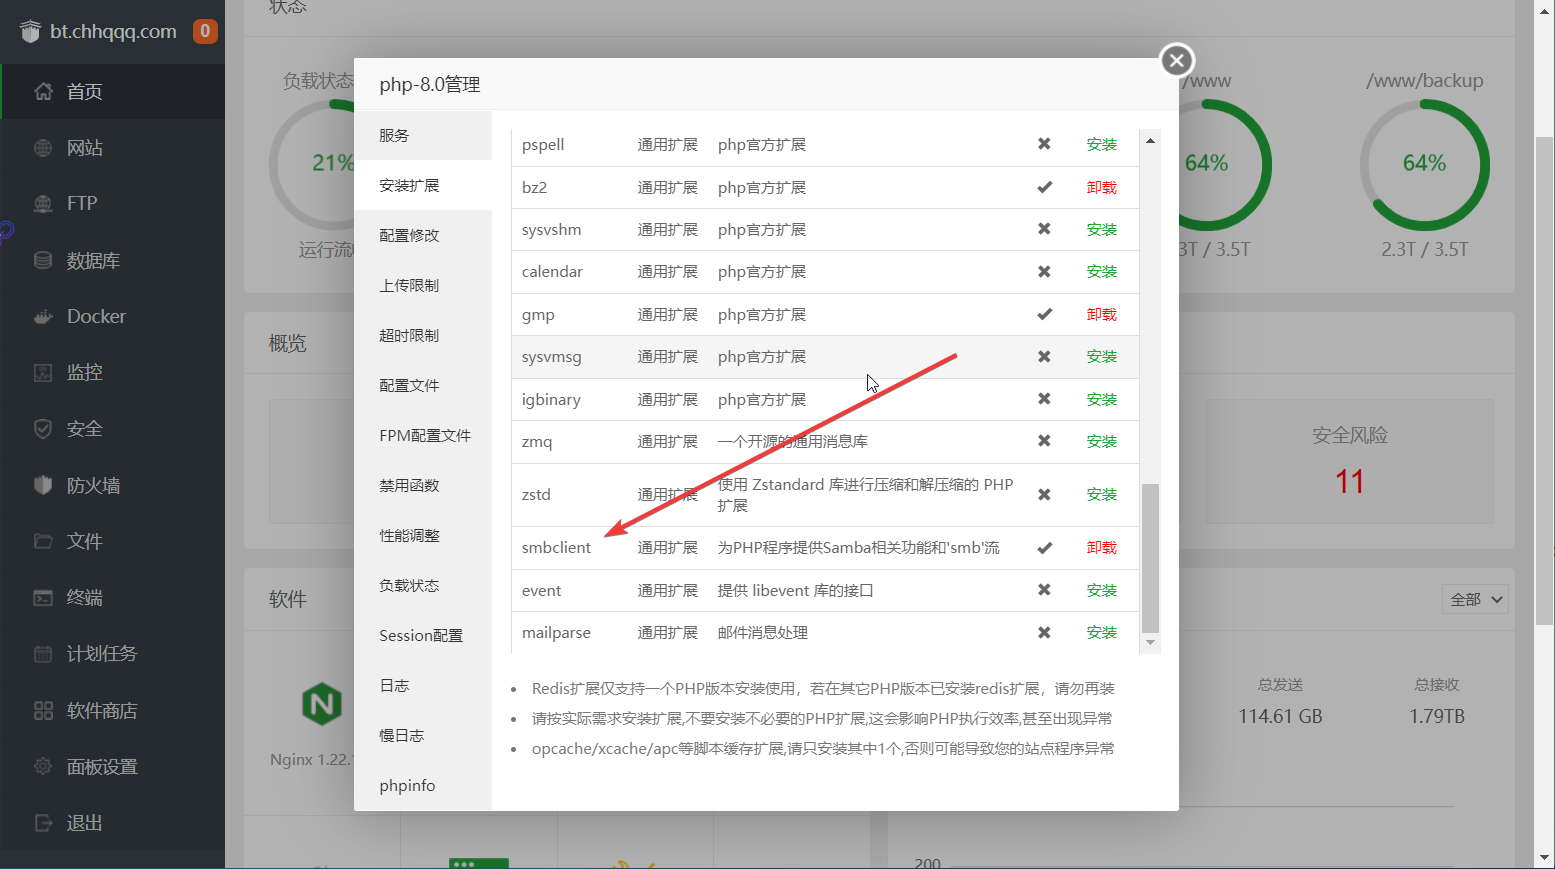 bt.chhqqq.com 0
首页
网站
FTP
数据库
Docker
监控
安全
防火墙
文件
终端
计划任务
软件商店
面板设置
退出
状态
负载状态
21%
运行流
/www
64%
3T / 3.5T
/www/backup
64%
2.3T / 3.5T
概览
安全风险
11
软件
全部
Nginx 1.22.
总发送
114.61 GB
总接收
1.79TB
200
php-8.0管理
服务
安装扩展
配置修改
上传限制
超时限制
配置文件
FPM配置文件
禁用函数
性能调整
负载状态
Session配置
日志
慢日志
phpinfo
pspell 通用扩展 php官方扩展 安装
bz2 通用扩展 php官方扩展 卸载
sysvshm 通用扩展 php官方扩展 安装
calendar 通用扩展 php官方扩展 安装
gmp 通用扩展 php官方扩展 卸载
sysvmsg 通用扩展 php官方扩展 安装
igbinary 通用扩展 php官方扩展 安装
zmq 通用扩展 一个开源的通用消息库 安装
zstd 通用扩展 使用 Zstandard 库进行压缩和解压缩的 PHP
扩展 安装
smbclient 通用扩展 为PHP程序提供Samba相关功能和'smb'流 卸载
event 通用扩展 提供 libevent 库的接口 安装
mailparse 通用扩展 邮件消息处理 安装
Redis扩展仅支持一个PHP版本安装使用，若在其它PHP版本已安装redis扩展，请勿再装
请按实际需求安装扩展,不要安装不必要的PHP扩展,这会影响PHP执行效率,甚至出现异常
opcache/xcache/apc等脚本缓存扩展,请只安装其中1个,否则可能导致您的站点程序异常